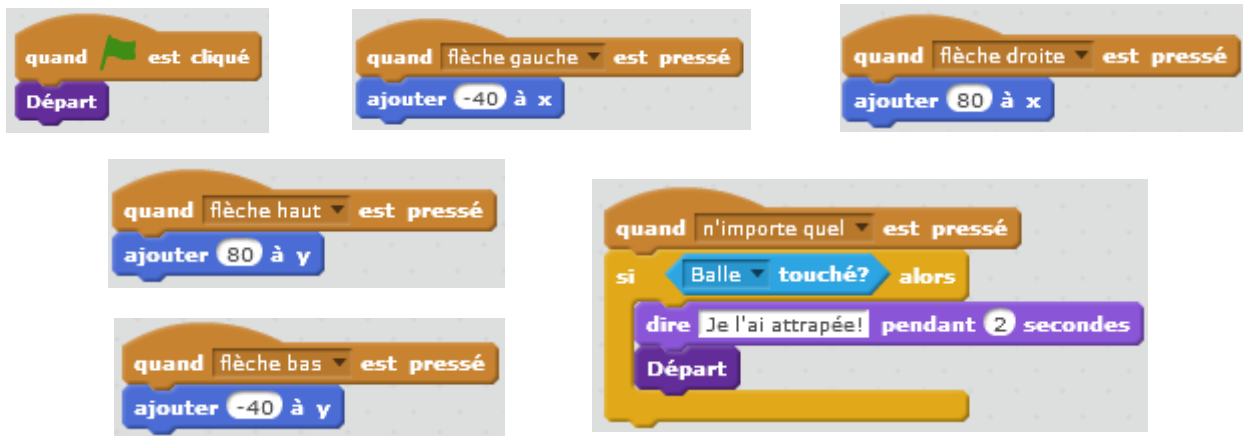 quand est cliqué
Départ
quand flèche gauche est pressé
ajouter -40 à x
quand flèche droite est pressé
ajouter 80 à x
quand flèche haut est pressé
ajouter 80 à y
quand flèche bas est pressé
ajouter -40 à y
quand n'importe quel est pressé
si Balle touché? alors
dire Je l'ai attrapée! pendant 2 secondes
Départ